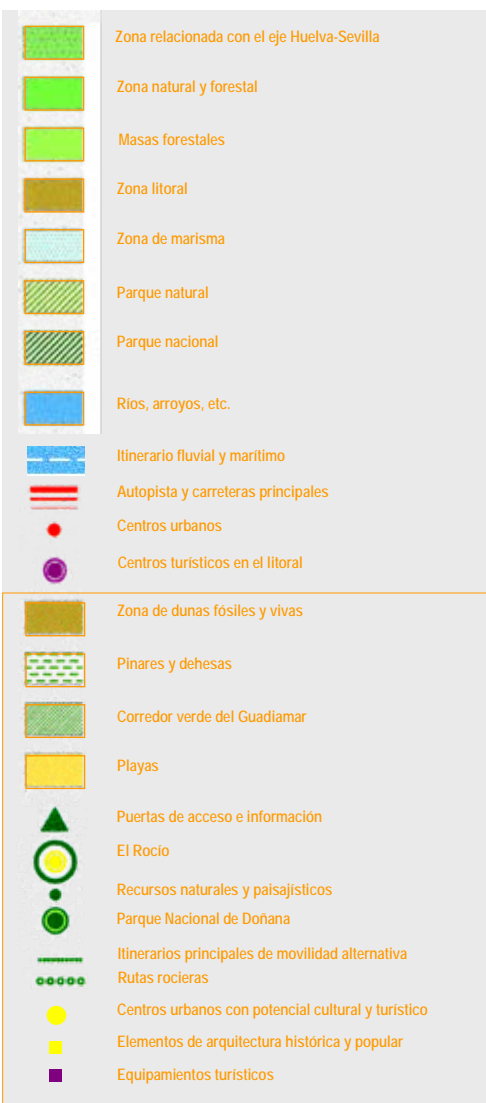 Zona relacionada con el eje Huelva-Sevilla
Zona natural y forestal
Masas forestales
Zona litoral
Zona de marisma
Parque natural
Parque nacional
Ríos, arroyos, etc.
Itinerario fluvial y marítimo
Autopista y carreteras principales
Centros urbanos
Centros turísticos en el litoral
Zona de dunas fósiles y vivas
Pinares y dehesas
Corredor verde del Guadiamar
Playas
Puertas de acceso e información
El Rocío
Recursos naturales y paisajísticos
Parque Nacional de Doñana
Itinerarios principales de movilidad alternativa
Rutas rocieras
Centros urbanos con potencial cultural y turístico
Elementos de arquitectura histórica y popular
Equipamientos turísticos